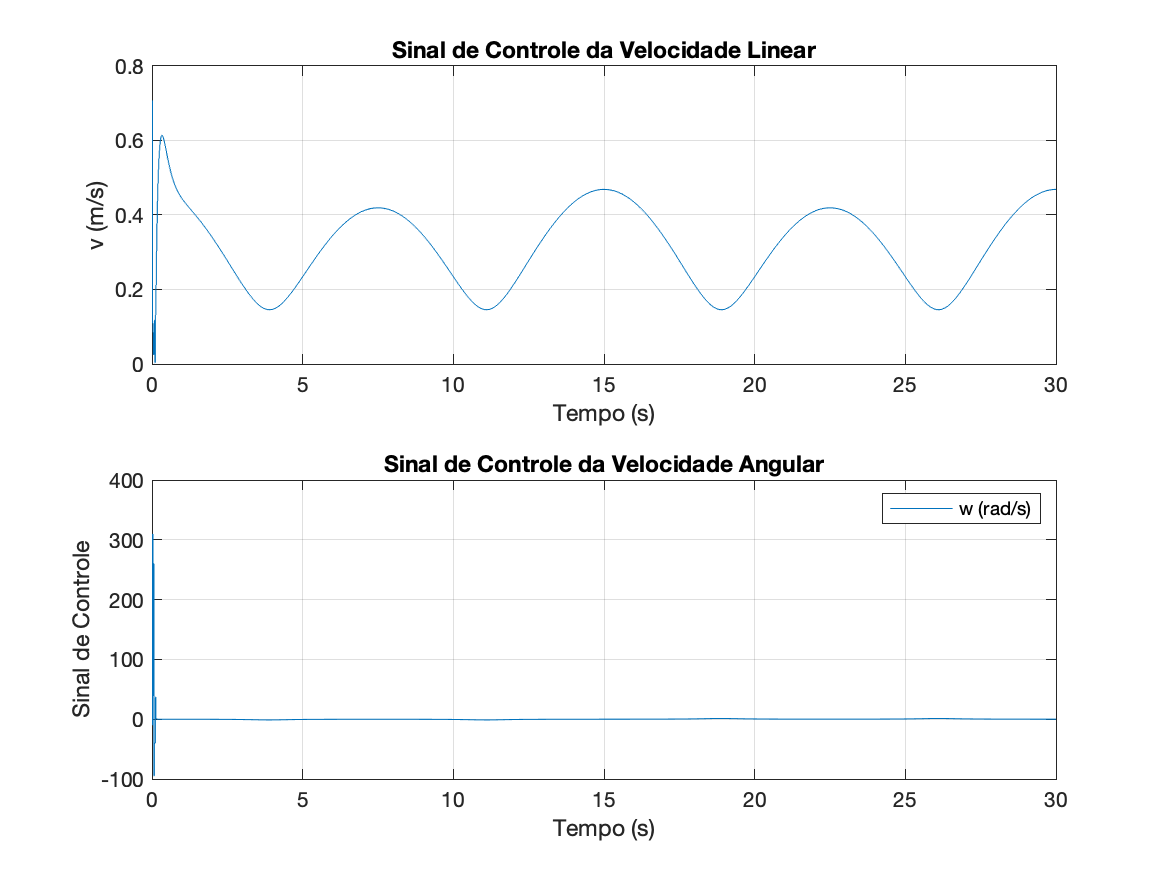 Sinal de Controle da Velocidade Linear
0.8
0.6
0.4
0.2
0
v (m/s)
0 5 10 15 20 25 30
Tempo (s)
Sinal de Controle da Velocidade Angular
400
300
200
100
0
-100
Sinal de Controle
w (rad/s)
0 5 10 15 20 25 30
Tempo (s)